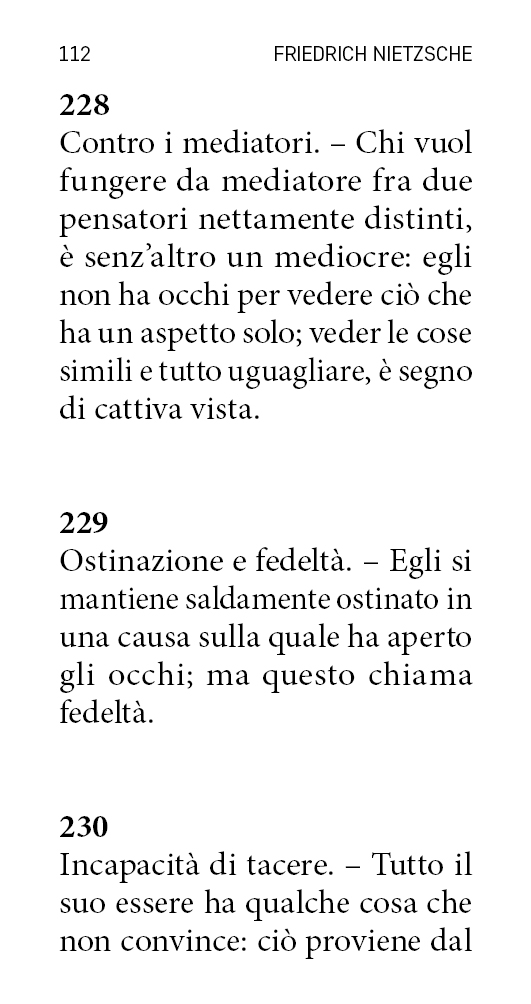 112 FRIEDRICH NIETZSCHE
228
Contro i mediatori. – Chi vuol
fungere da mediatore fra due
pensatori nettamente distinti,
è senz’altro un mediocre: egli
non ha occhi per vedere ciò che
ha un aspetto solo; veder le cose
simili e tutto uguagliare, è segno
di cattiva vista.
229
Ostinazione e fedeltà. – Egli si
mantiene saldamente ostinato in
una causa sulla quale ha aperto
gli occhi; ma questo chiama
fedeltà.
230
Incapacità di tacere. – Tutto il
suo essere ha qualche cosa che
non convince: ciò proviene dal